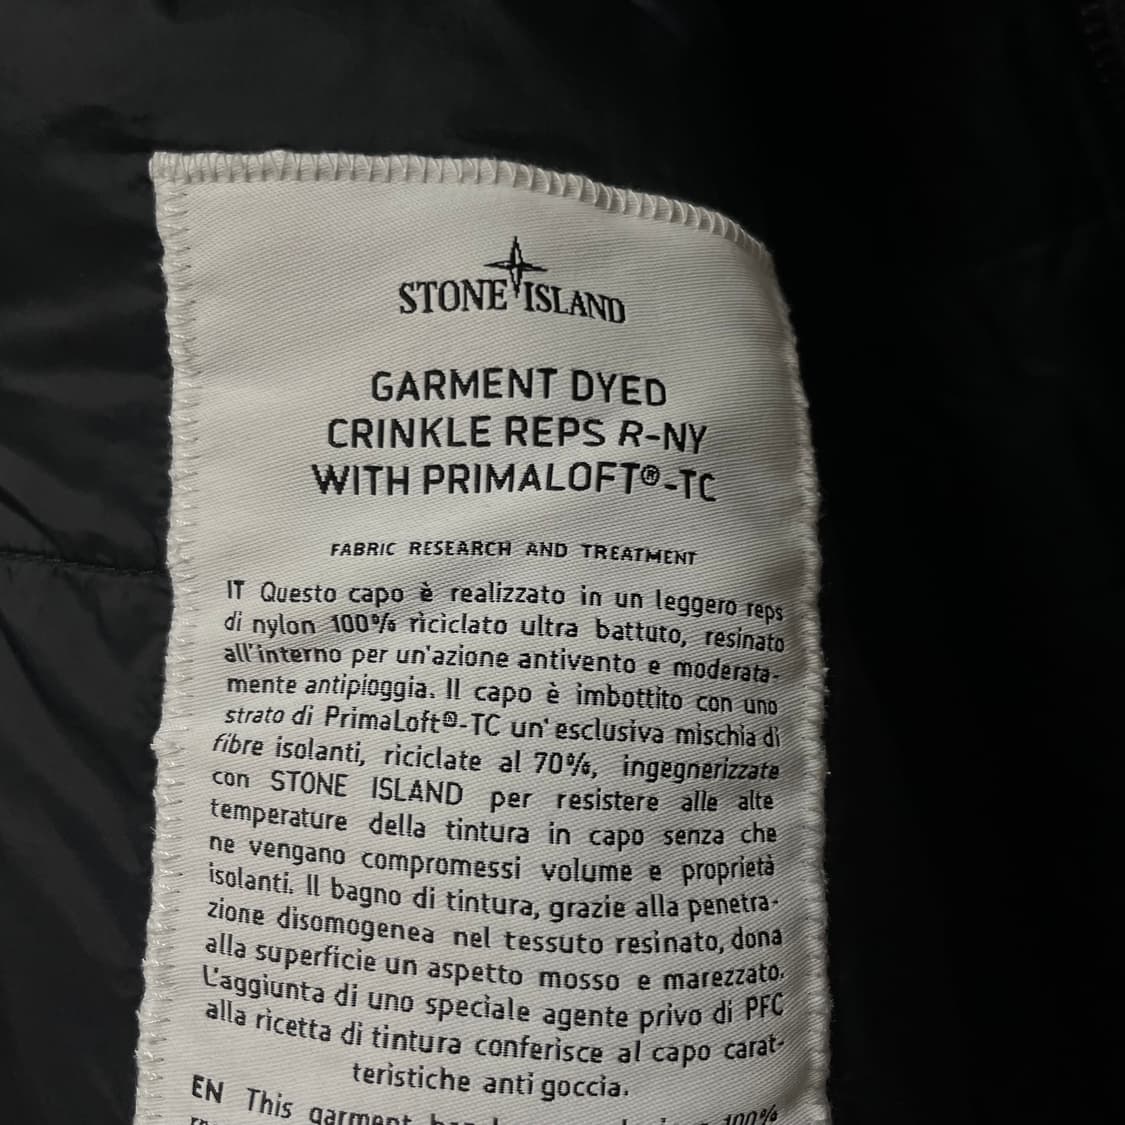 STONE ISLAND
GARMENT DYED
CRINKLE REPS R-NY
WITH PRIMALOFT®-TC
FABRIC RESEARCH AND TREATMENT
IT Questo capo è realizzato in un leggero reps
di nylon 100% riciclato ultra battuto, resinato
all'interno per un'azione antivento e moderata-
mente antipioggia. Il capo è imbottito con uno
strato di PrimaLoft®-TC un'esclusiva mischia di
fibre isolanti, riciclate al 70%, ingegnerizzate
con STONE ISLAND per resistere alle alte
temperature della tintura in capo senza che
ne vengano compromessi volume e proprietà
isolanti. Il bagno di tintura, grazie alla penetra-
zione disomogenea nel tessuto resinato, dona
alla superficie un aspetto mosso e marezzato.
L'aggiunta di uno speciale agente privo di PFC
alla ricetta di tintura conferisce al capo carat-
teristiche anti goccia.
EN This garment 100%